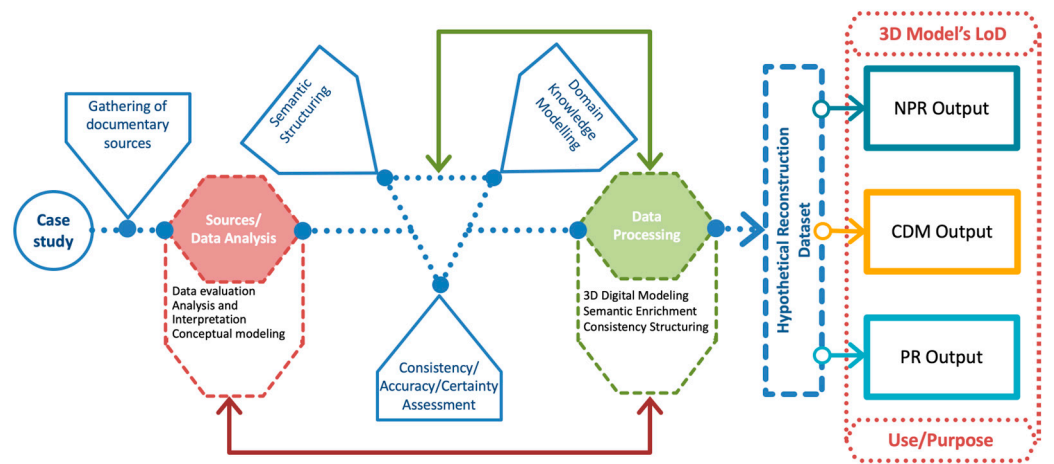 Case
study
Gathering of
documentary
sources
Sources/
Data Analysis
Data evaluation
Analysis and
Interpretation
Conceptual modeling
Semantic
Structuring
Domain
Knowledge
Modelling
Consistency/
Accuracy/Certainty
Assessment
Data
Processing
3D Digital Modeling
Semantic Enrichment
Consistency Structuring
Hypothetical Reconstruction
Dataset
3D Model's LoD
NPR Output
CDM Output
PR Output
Use/Purpose